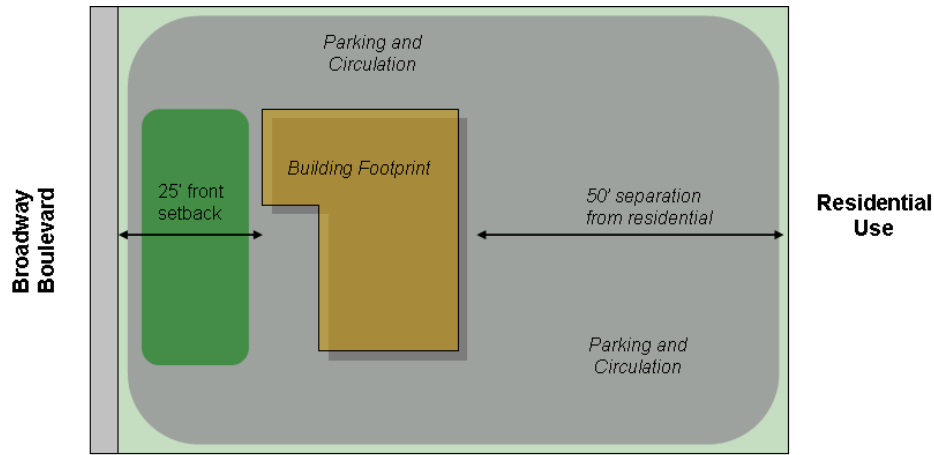 Parking and
Circulation
Building Footprint
25' front
setback
50' separation
from residential
Broadway
Boulevard
Residential
Use
Parking and
Circulation